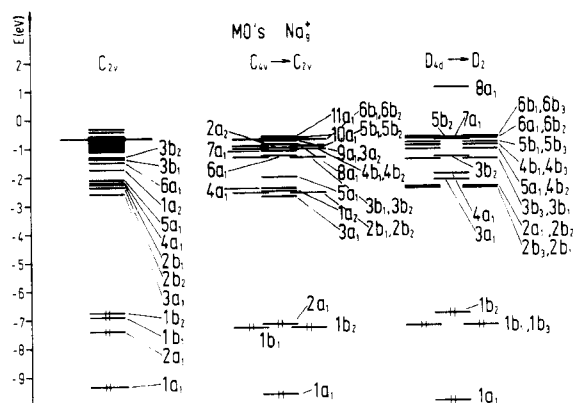 MO's Na₉⁺
E(eV)
C₂ᵥ
C₄ᵥ → C₂ᵥ
D₄d → D₂
2
1
0
-1
-2
-3
-4
-5
-6
-7
-8
-9
3b₂
3b₁
6a₁
1a₂
5a₁
4a₁
2b₁
2b₂
3a₁
1b₂
1b₁
2a₁
1a₁
2a₂
7a₁
6a₁
4a₁
11a₁
6b₁,6b₂
10a₁
5b₁,5b₂
9a₁,3a₂
4b₁,4b₂
8a₁
5a₁
3b₁,3b₂
1a₂
2b₁,2b₂
3a₁
2a₁
1b₁
1b₂
1a₁
8a₁
5b₂
7a₁
6b₁,6b₃
6a₁,6b₂
5b₁,5b₃
4b₁,4b₃
3b₂
5a₁,4b₂
3b₃,3b₁
4a₁
2a₁,2b₂
3a₁
2b₃,2b₁
1b₂
1b₁,1b₃
1a₁